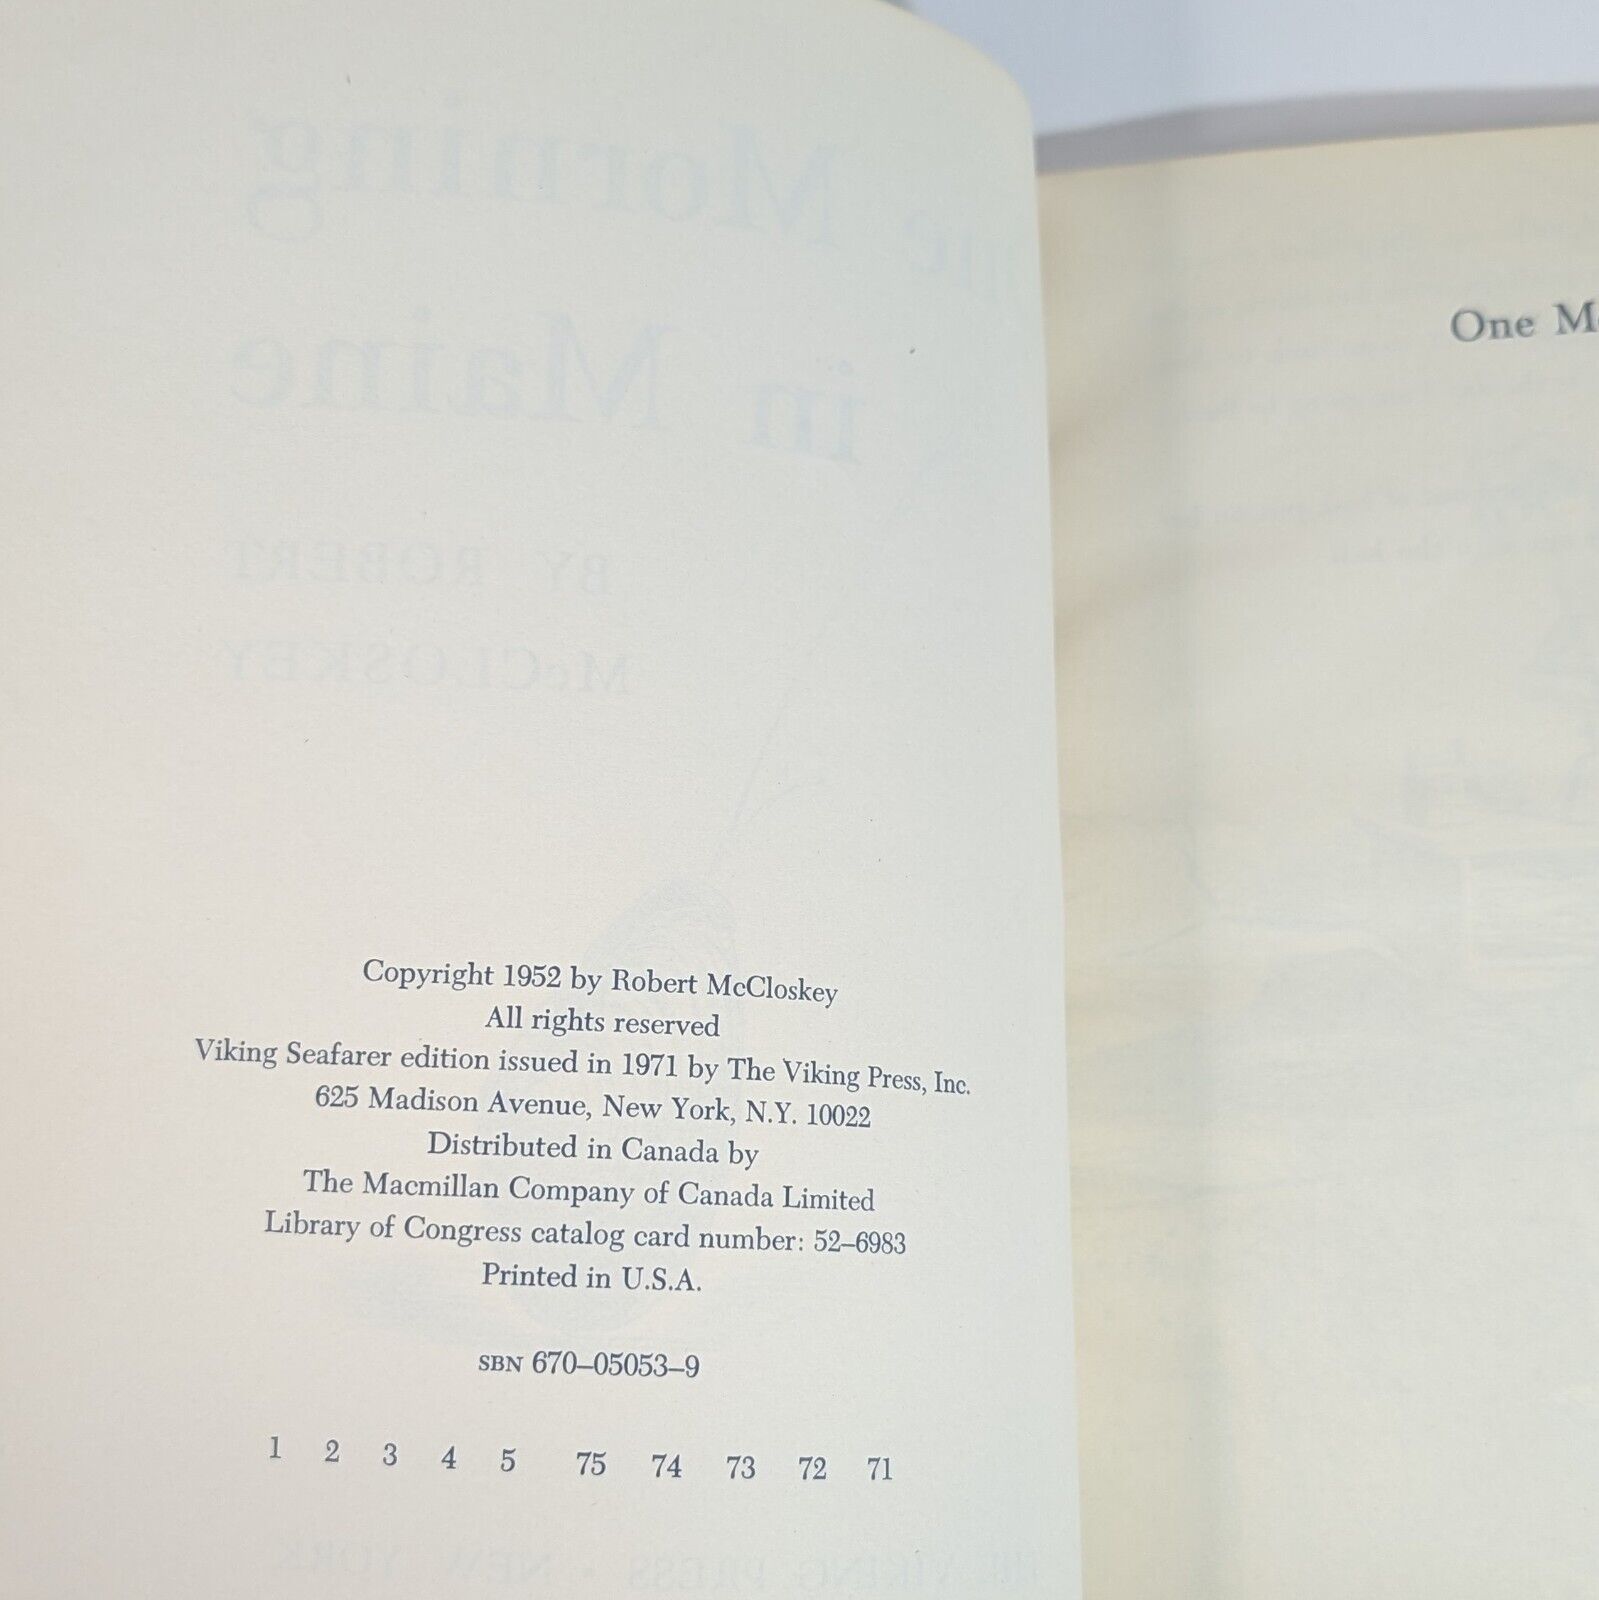 Copyright 1952 by Robert McCloskey
All rights reserved
Viking Seafarer edition issued in 1971 by The Viking Press, Inc.
625 Madison Avenue, New York, N.Y. 10022
Distributed in Canada by
The Macmillan Company of Canada Limited
Library of Congress catalog card number: 52–6983
Printed in U.S.A.
SBN 670–05053–9
1 2 3 4 5 75 74 73 72 71
One